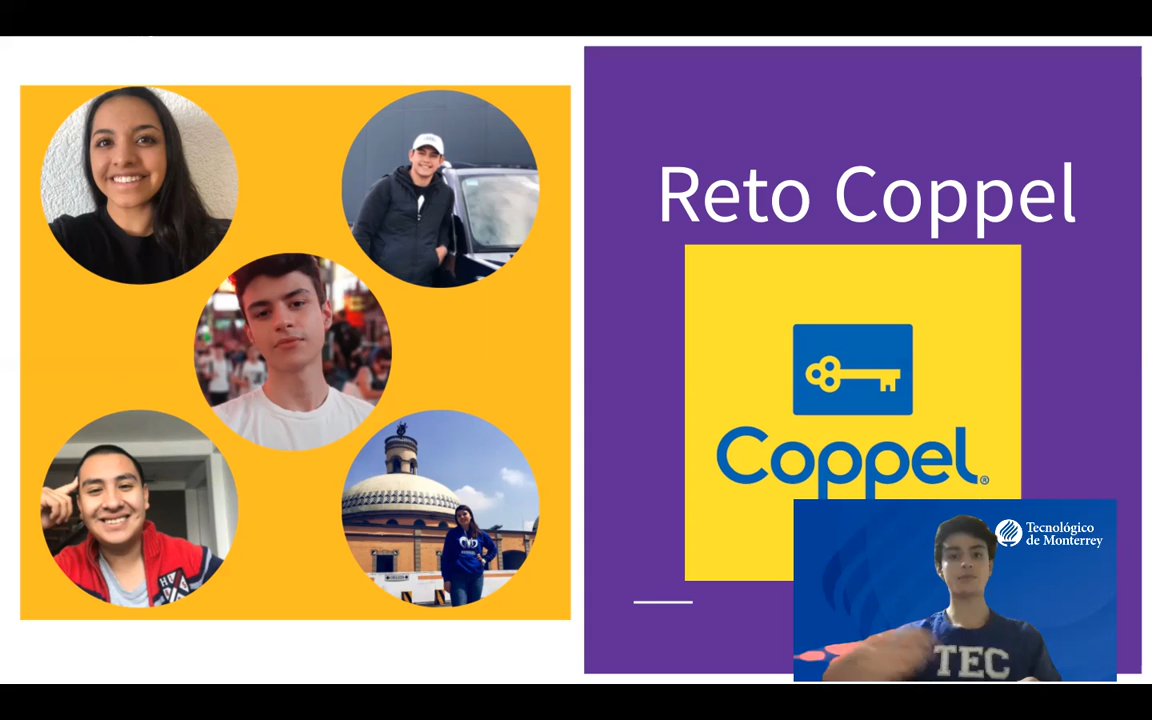 Reto Coppel
Coppel®
Tecnológico
de Monterrey
TEC